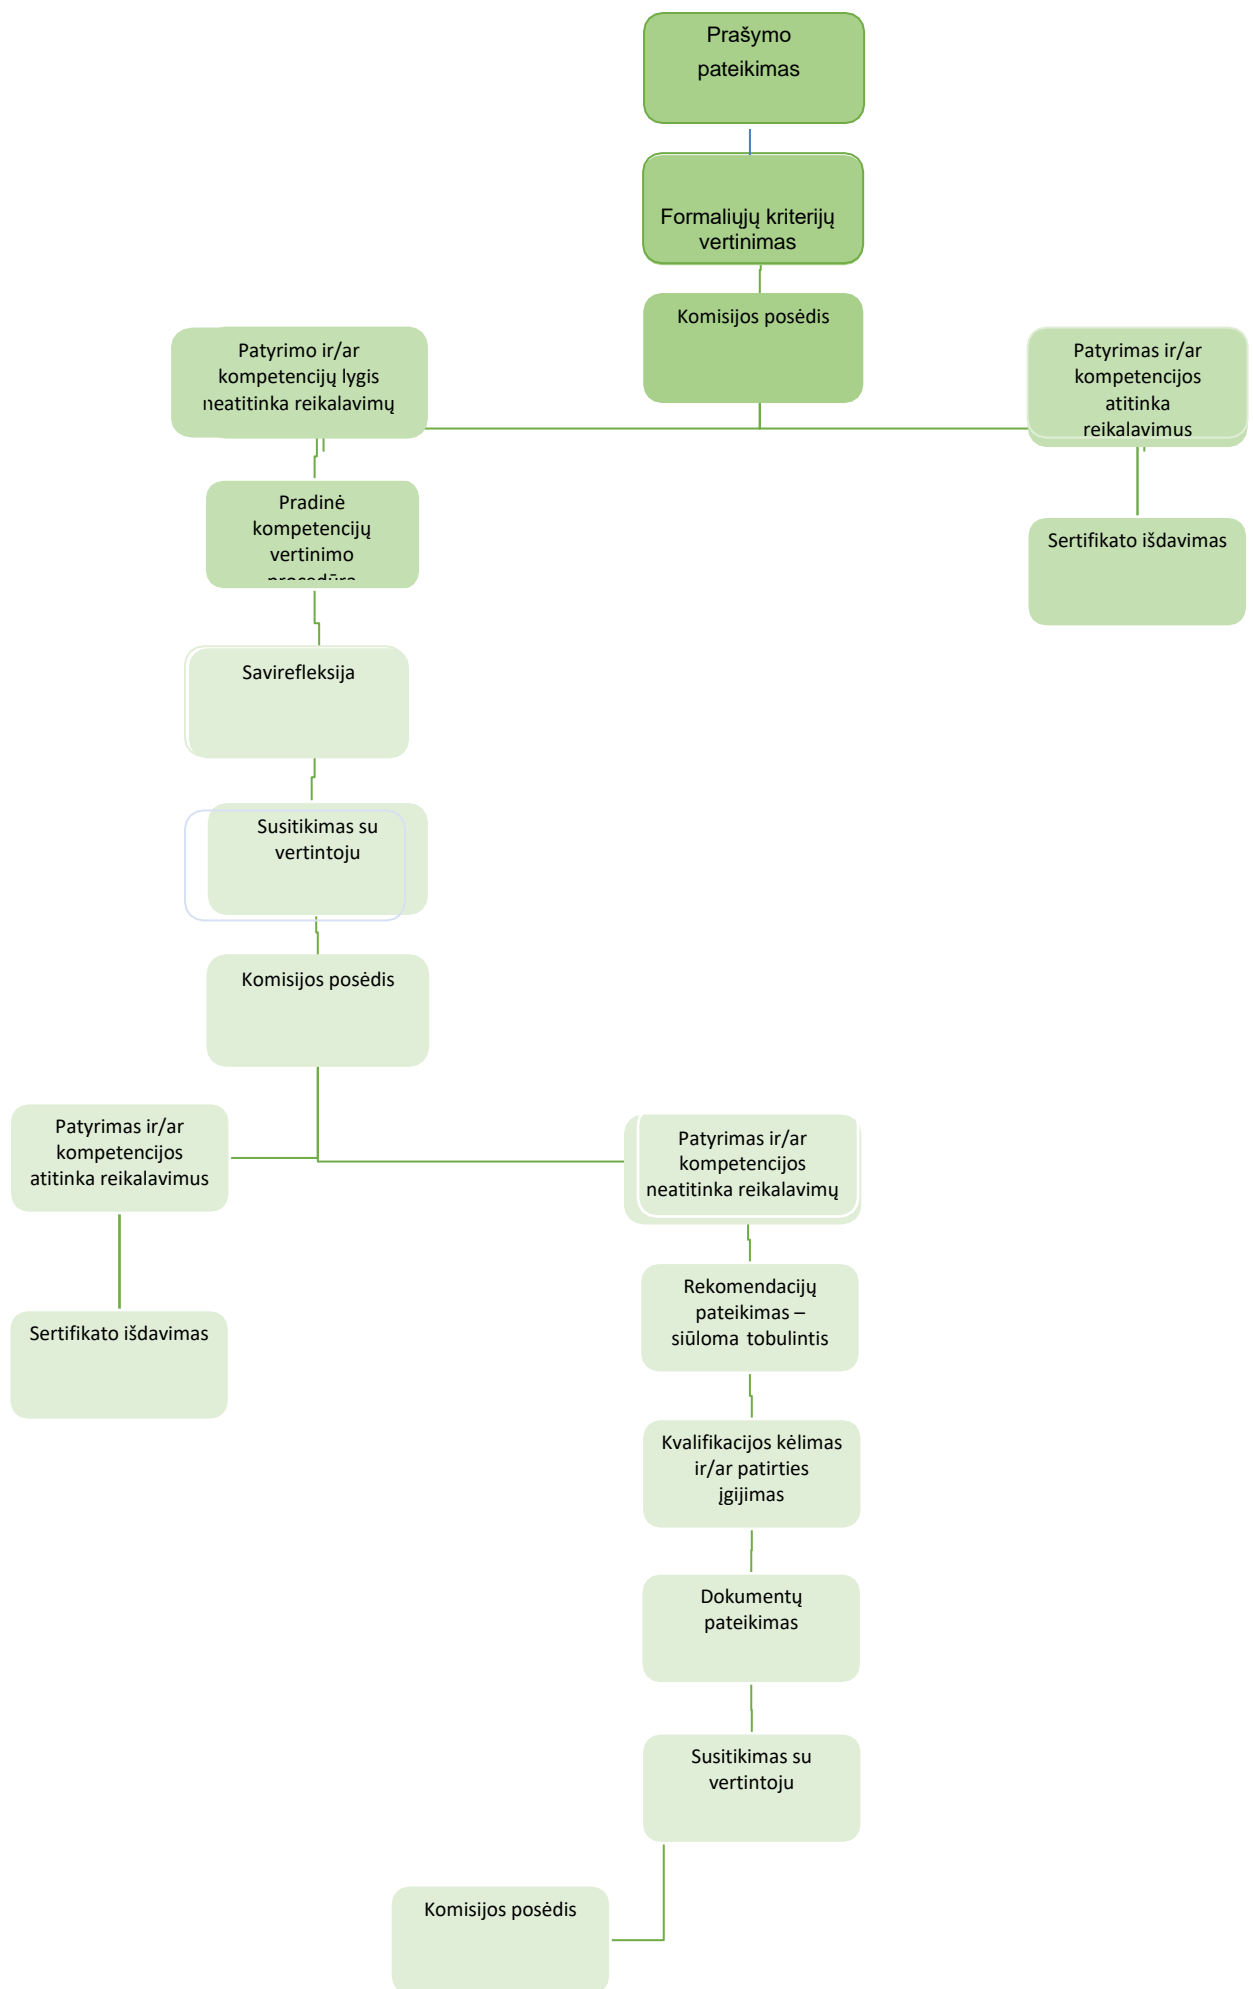 Prašymo
pateikimas
Formaliųjų kriterijų
vertinimas
Komisijos posėdis
Patyrimo ir/ar
kompetencijų lygis
neatitinka reikalavimų
Patyrimas ir/ar
kompetencijos
atitinka
reikalavimus
Pradinė
kompetencijų
vertinimo
procedūra
Sertifikato išdavimas
Savirefleksija
Susitikimas su
vertintoju
Komisijos posėdis
Patyrimas ir/ar
kompetencijos
atitinka reikalavimus
Sertifikato išdavimas
Patyrimas ir/ar
kompetencijos
neatitinka reikalavimų
Rekomendacijų
pateikimas –
siūloma tobulintis
Kvalifikacijos kėlimas
ir/ar patirties
įgijimas
Dokumentų
pateikimas
Susitikimas su
vertintoju
Komisijos posėdis